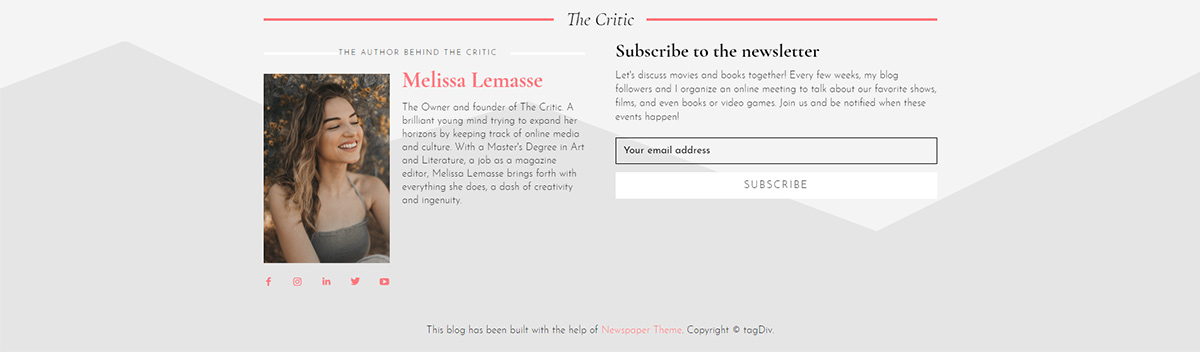 The Critic
THE AUTHOR BEHIND THE CRITIC
Melissa Lemasse
The Owner and founder of The Critic. A
brilliant young mind trying to expand her
horizons by keeping track of online media
and culture. With a Master's Degree in Art
and Literature, a job as a magazine
editor, Melissa Lemasse brings forth with
everything she does, a dash of creativity
and ingenuity.
Subscribe to the newsletter
Let's discuss movies and books together! Every few weeks, my blog
followers and I organize an online meeting to talk about our favorite shows,
films, and even books or video games. Join us and be notified when these
events happen!
Your email address
SUBSCRIBE
This blog has been built with the help of Newspaper Theme. Copyright © tagDiv.